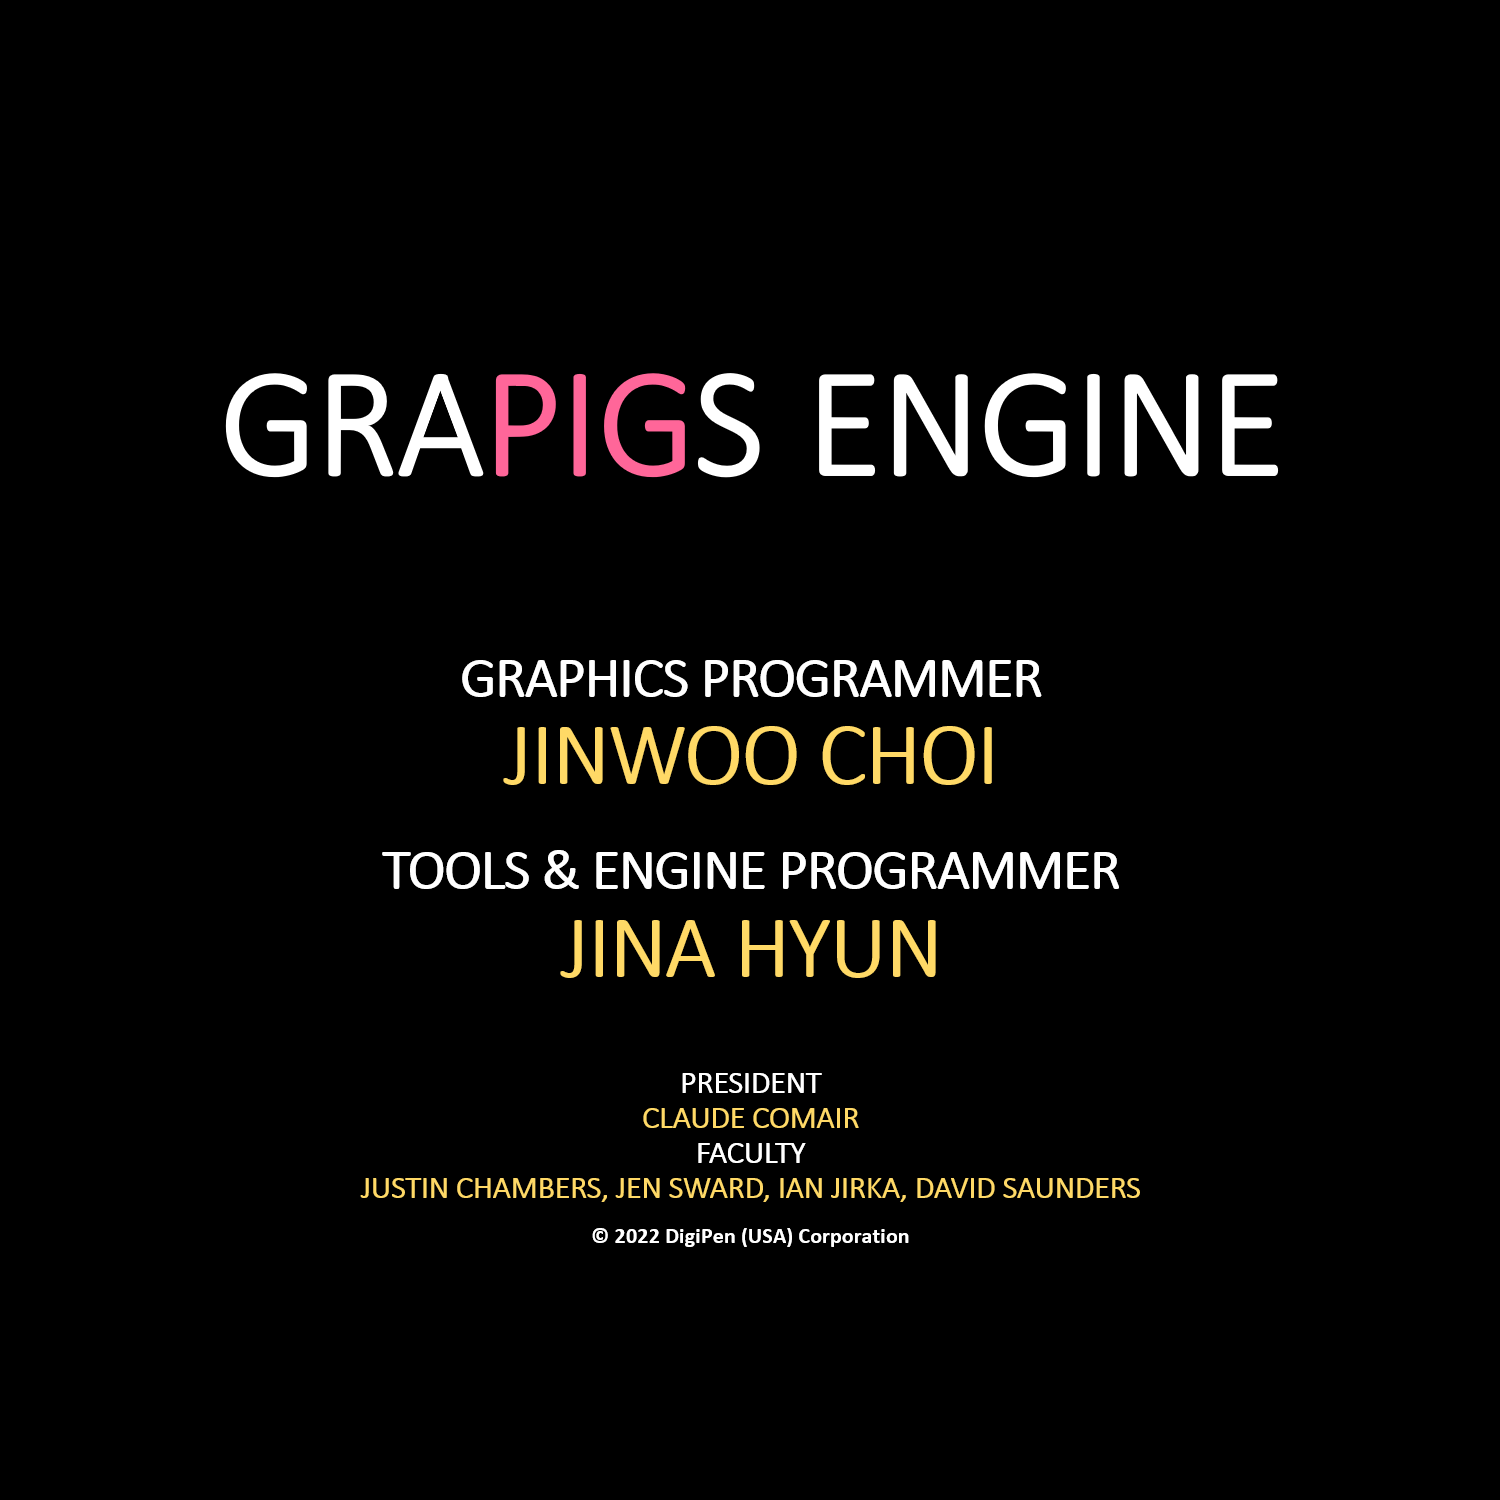 GRAPIGS ENGINE
GRAPHICS PROGRAMMER
JINWOO CHOI
TOOLS & ENGINE PROGRAMMER
JINA HYUN
PRESIDENT
CLAUDE COMAIR
FACULTY
JUSTIN CHAMBERS, JEN SWARD, IAN JIRKA, DAVID SAUNDERS
© 2022 DigiPen (USA) Corporation